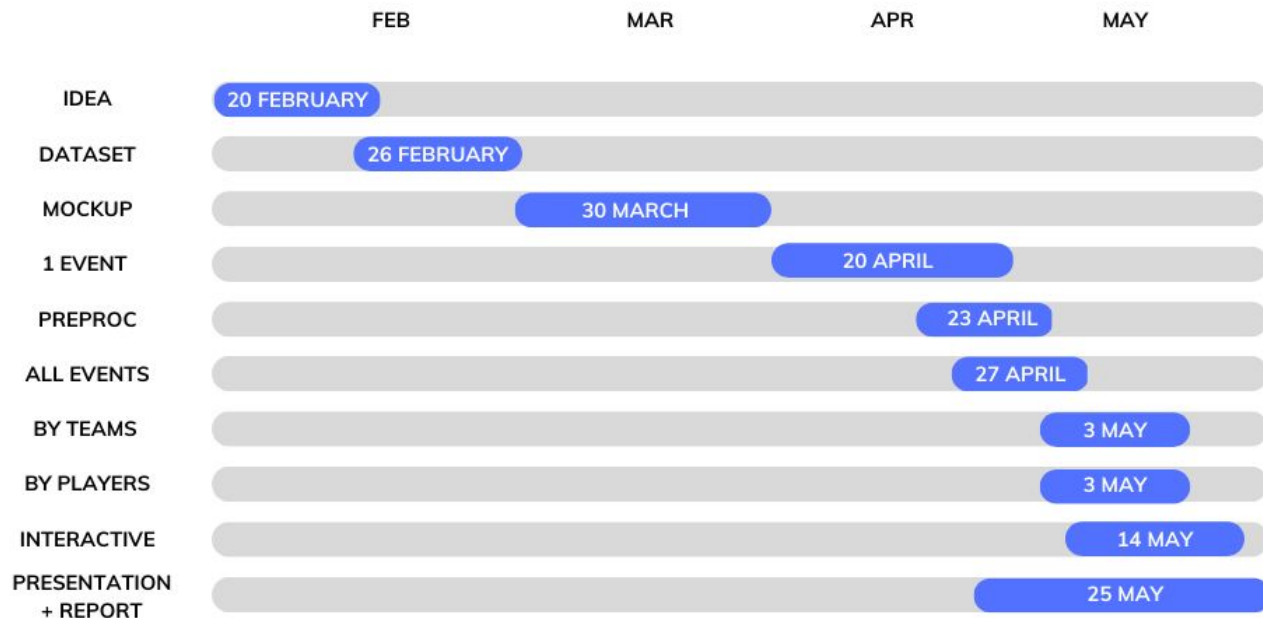 FEB MAR APR MAY
IDEA 20 FEBRUARY
DATASET 26 FEBRUARY
MOCKUP 30 MARCH
1 EVENT 20 APRIL
PREPROC 23 APRIL
ALL EVENTS 27 APRIL
BY TEAMS 3 MAY
BY PLAYERS 3 MAY
INTERACTIVE 14 MAY
PRESENTATION
+ REPORT 25 MAY